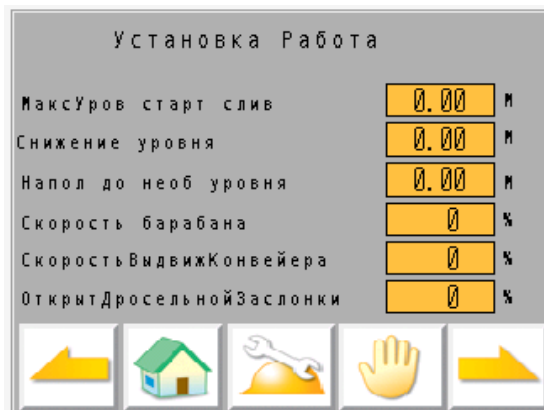 Установка Работа
МаксУров старт слив 0.00 м
Снижение уровня 0.00 м
Напол до необ уровня 0.00 м
Скорость барабана 0 %
СкоростьВыдвижКонвейера 0 %
ОткрытДросельнойЗаслонки 0 %